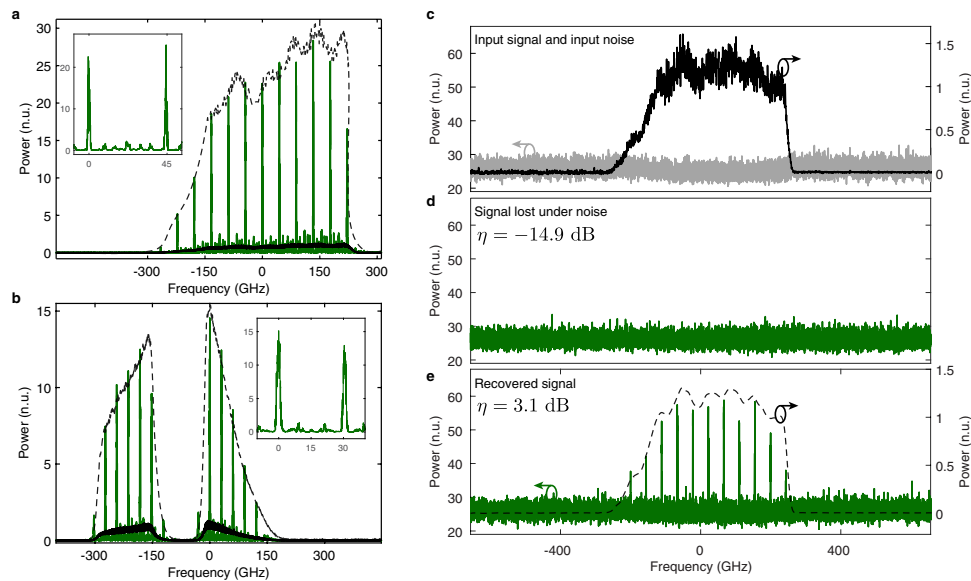 a
30
25
20
15
10
5
0
Power (n.u.)
20
10
0
0
45
-300
-150
0
150
300
Frequency (GHz)
b
15
10
5
0
Power (n.u.)
15
10
5
0
0
15
30
-300
-150
0
150
300
Frequency (GHz)
c
Input signal and input noise
60
50
40
30
20
Power (n.u.)
1.5
1
0.5
0
Power (n.u.)
d
Signal lost under noise
η = −14.9 dB
60
50
40
30
20
Power (n.u.)
e
Recovered signal
η = 3.1 dB
60
50
40
30
20
Power (n.u.)
1.5
1
0.5
0
Power (n.u.)
-400
0
400
Frequency (GHz)